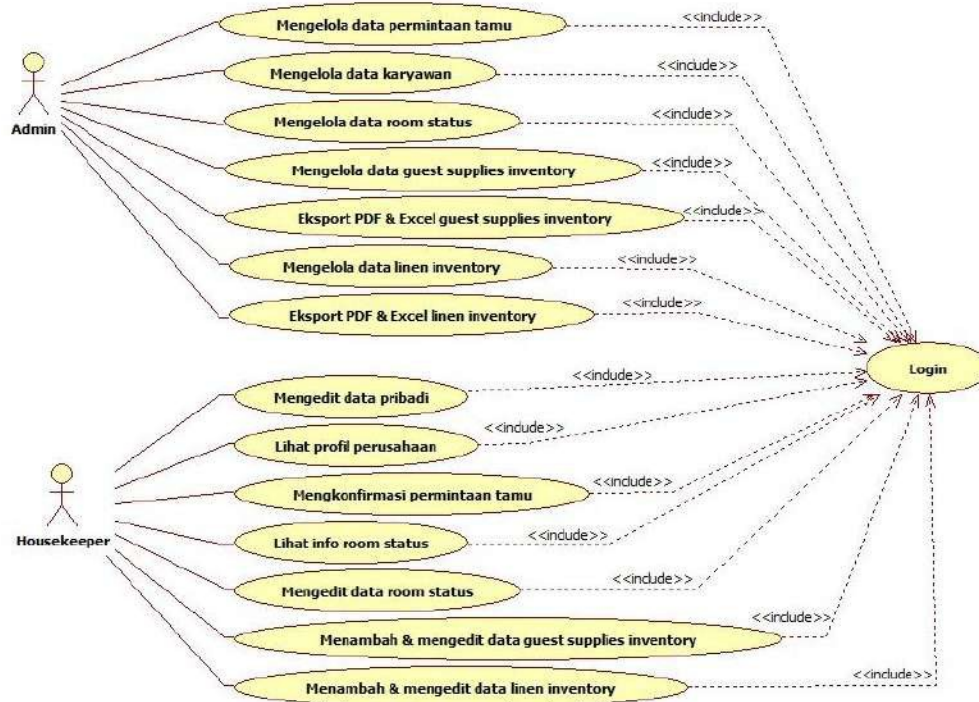 Mengelola data permintaan tamu
<<include>>
Mengelola data karyawan
<<include>>
Admin
Mengelola data room status
<<include>>
Mengelola data guest supplies inventory
<<include>>
Eksport PDF & Excel guest supplies inventory
<<include>>
Mengelola data linen inventory
<<include>>
Eksport PDF & Excel linen inventory
<<include>>
Login
Mengedit data pribadi
<<include>>
Lihat profil perusahaan
<<include>>
Mengkonfirmasi permintaan tamu
<<include>>
Housekeeper
Lihat info room status
<<include>>
Mengedit data room status
<<include>>
Menambah & mengedit data guest supplies inventory
<<include>>
Menambah & mengedit data linen inventory
<<include>>